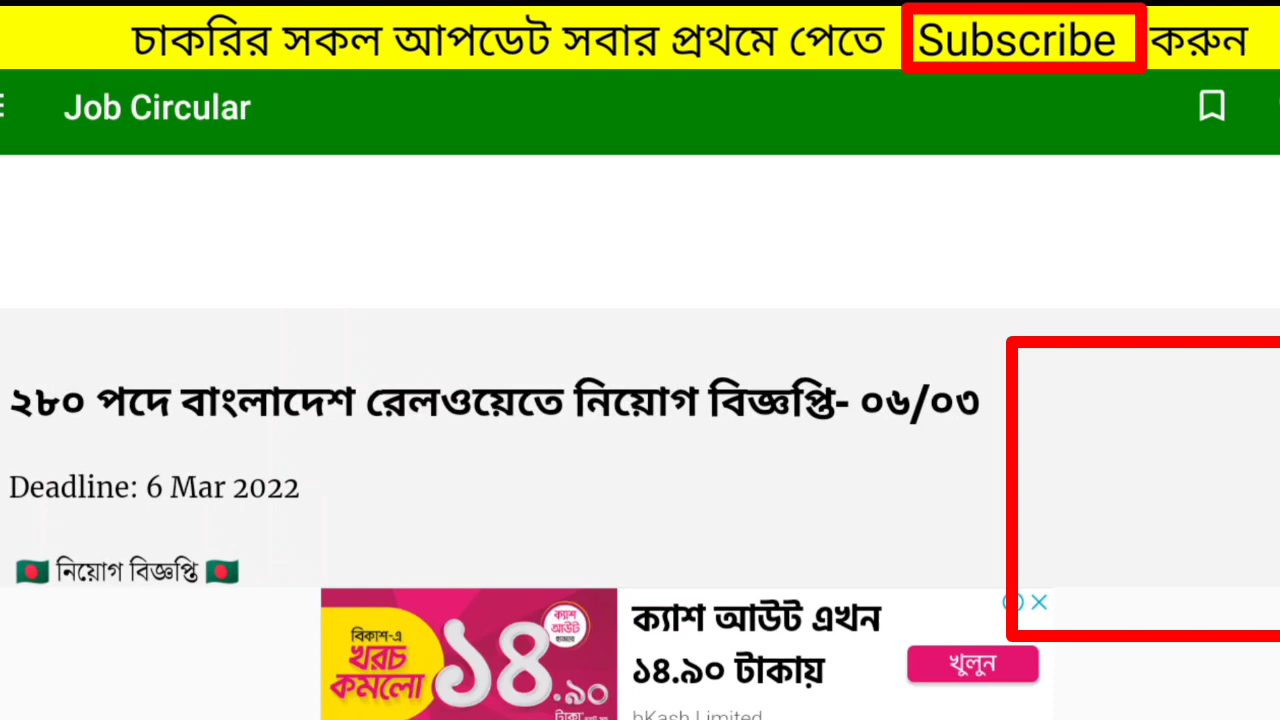 চাকরির সকল আপডেট সবার প্রথমে পেতে Subscribe করুন
Job Circular
২৮০ পদে বাংলাদেশ রেলওয়েতে নিয়োগ বিজ্ঞপ্তি- ০৬/০৩
Deadline: 6 Mar 2022
🇧🇩 নিয়োগ বিজ্ঞপ্তি 🇧🇩
বিকাশ-এ
খরচ
কমলো
১৪.৯০
টাকা
ক্যাশ
আউট
হাজারে
ক্যাশ আউট এখন
১৪.৯০ টাকায়
খুলুন
bKash Limited